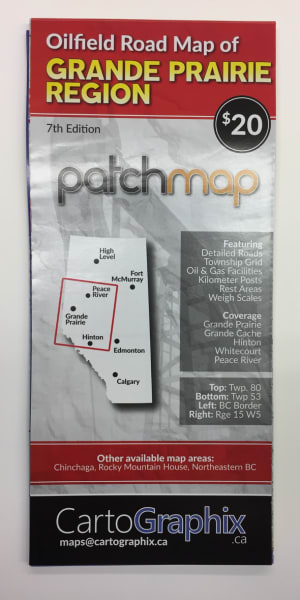 Oilfield Road Map of
GRANDE PRAIRIE
REGION
7th Edition
$20
patchmap
High
Level
Fort
McMurray
Peace
River
Grande
Prairie
Hinton
Edmonton
Calgary
Featuring
Detailed Roads
Township Grid
Oil & Gas Facilities
Kilometer Posts
Rest Areas
Weigh Scales
Coverage
Grande Prairie
Grande Cache
Hinton
Whitecourt
Peace River
Top: Twp. 80
Bottom: Twp 53
Left: BC Border
Right: Rge 15 W5
Other available map areas:
Chinchaga, Rocky Mountain House, Northeastern BC
CartoGraphix
.ca
maps@cartographix.ca